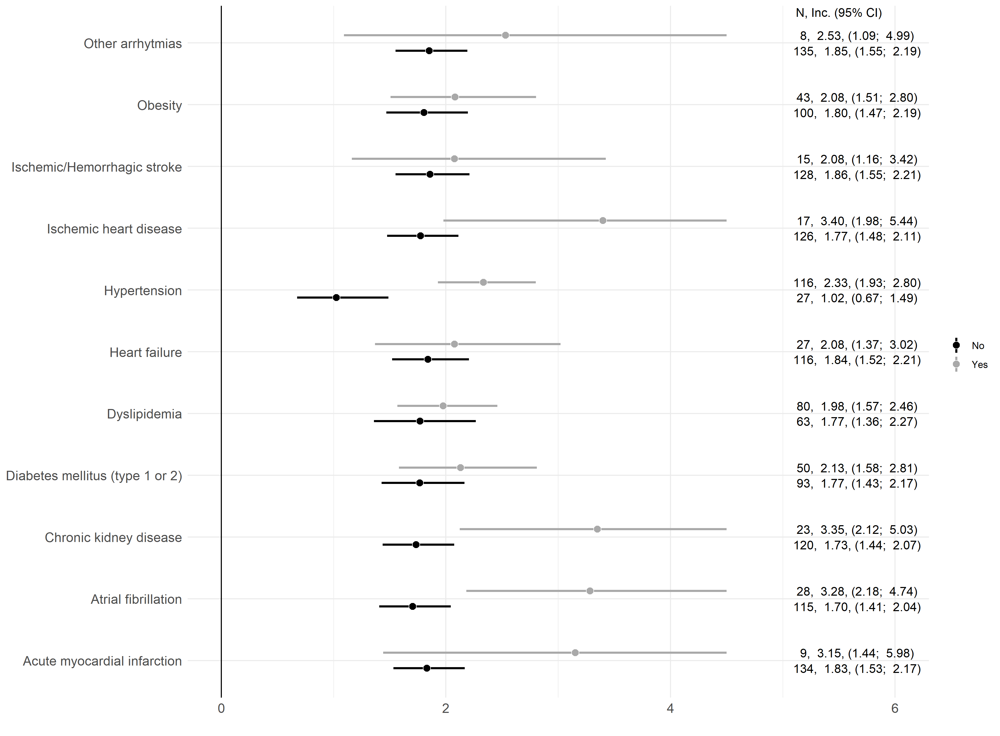 N, Inc. (95% CI)
Other arrhytmias
8, 2.53, (1.09; 4.99)
135, 1.85, (1.55; 2.19)
Obesity
43, 2.08, (1.51; 2.80)
100, 1.80, (1.47; 2.19)
Ischemic/Hemorrhagic stroke
15, 2.08, (1.16; 3.42)
128, 1.86, (1.55; 2.21)
Ischemic heart disease
17, 3.40, (1.98; 5.44)
126, 1.77, (1.48; 2.11)
Hypertension
116, 2.33, (1.93; 2.80)
27, 1.02, (0.67; 1.49)
Heart failure
27, 2.08, (1.37; 3.02)
116, 1.84, (1.52; 2.21)
Dyslipidemia
80, 1.98, (1.57; 2.46)
63, 1.77, (1.36; 2.27)
Diabetes mellitus (type 1 or 2)
50, 2.13, (1.58; 2.81)
93, 1.77, (1.43; 2.17)
Chronic kidney disease
23, 3.35, (2.12; 5.03)
120, 1.73, (1.44; 2.07)
Atrial fibrillation
28, 3.28, (2.18; 4.74)
115, 1.70, (1.41; 2.04)
Acute myocardial infarction
9, 3.15, (1.44; 5.98)
134, 1.83, (1.53; 2.17)
0 2 4 6
No
Yes